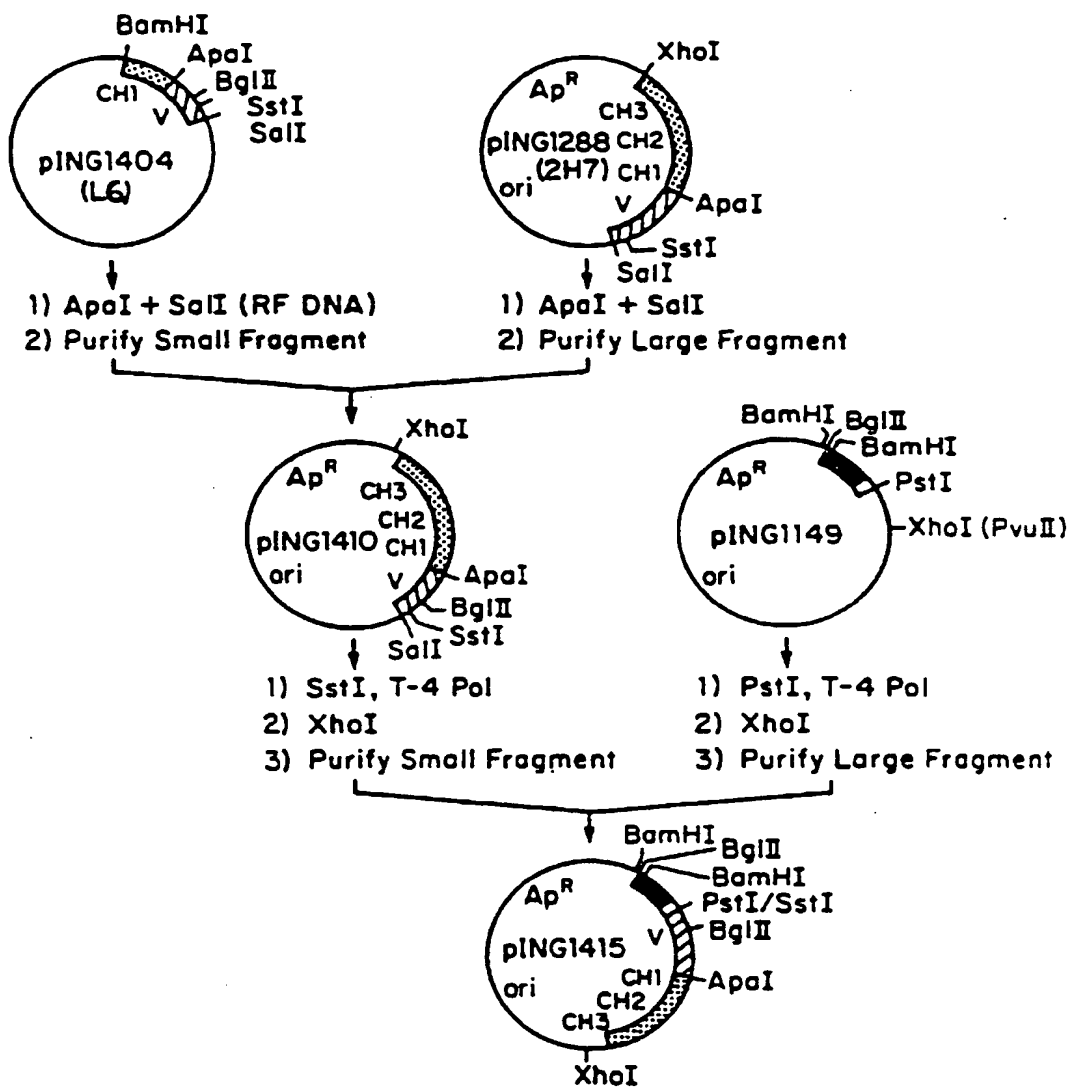 BamHI
ApaI
BglII
SstI
SalI
CH1
V
pING1404
(L6)
XhoI
Ap^R
CH3
pING1288 CH2
(2H7) CH1
ori
V
ApaI
SstI
SalI
1) ApaI + SalI (RF DNA)
2) Purify Small Fragment
1) ApaI + SalI
2) Purify Large Fragment
XhoI
Ap^R
CH3
CH2
pING1410 CH1
ori
V
ApaI
BglII
SstI
SalI
BamHI
BglII
BamHI
Ap^R
PstI
XhoI (PvuII)
pING1149
ori
1) SstI, T-4 Pol
2) XhoI
3) Purify Small Fragment
1) PstI, T-4 Pol
2) XhoI
3) Purify Large Fragment
BamHI
BglII
BamHI
Ap^R
PstI/SstI
V
BglII
pING1415
ori
CH1
ApaI
CH2
CH3
XhoI